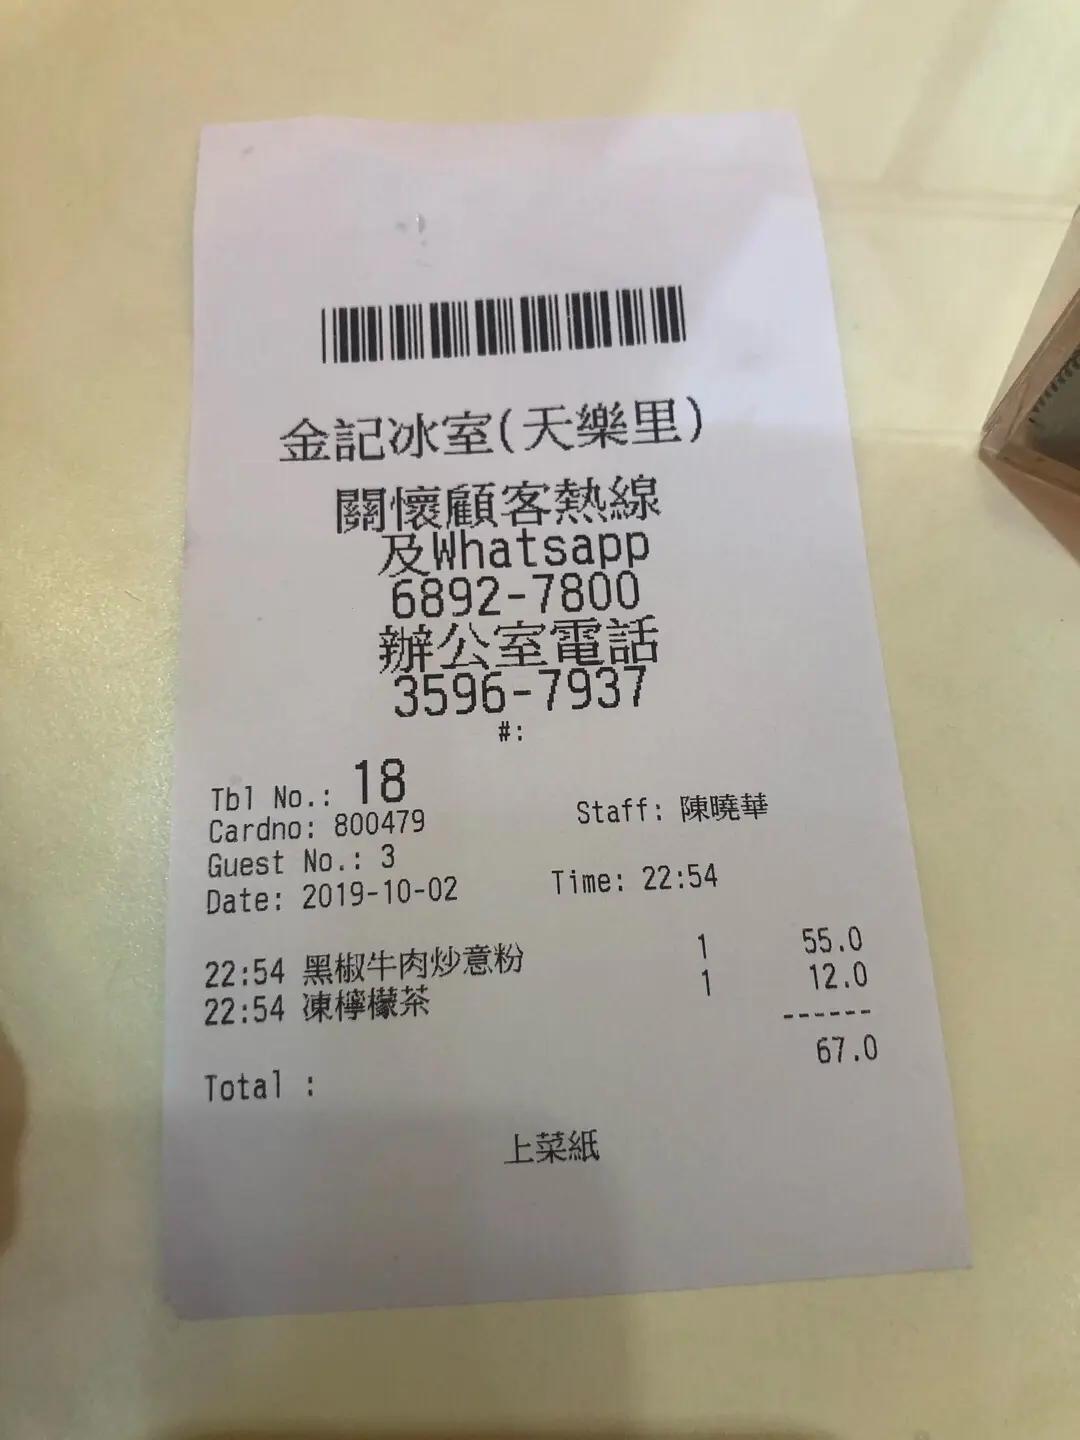 金記冰室(天樂里)
關懷顧客熱線
及Whatsapp
6892-7800
辦公室電話
3596-7937
#:
Tbl No.: 18
Cardno: 800479 Staff: 陳曉華
Guest No.: 3
Date: 2019-10-02 Time: 22:54
22:54 黑椒牛肉炒意粉 1 55.0
22:54 凍檸檬茶 1 12.0
------
67.0
Total :
上菜紙